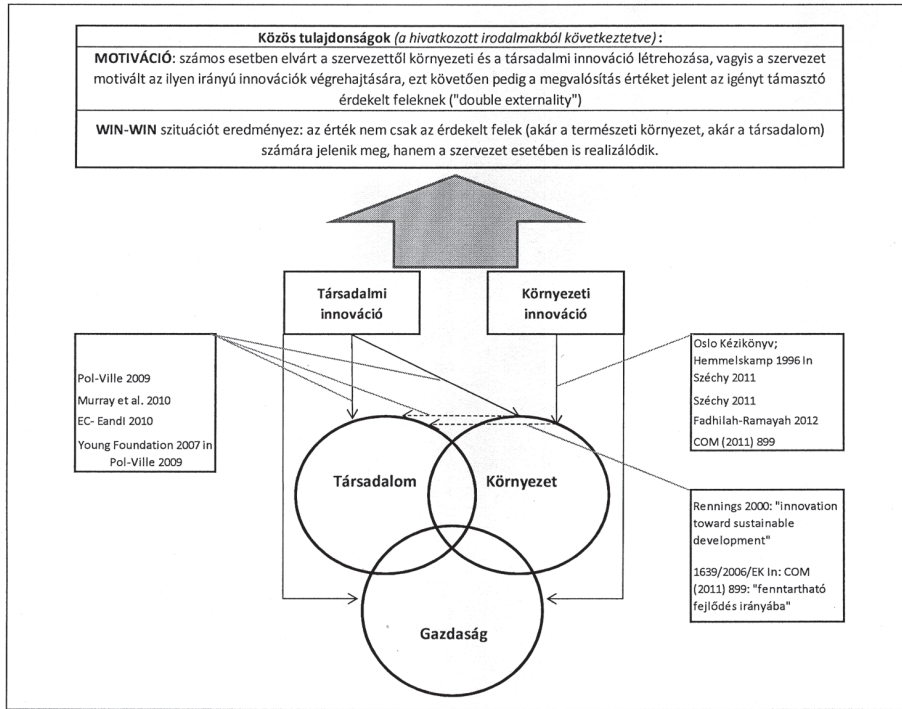 Közös tulajdonságok (a hivatkozott irodalmakból következtetve) :
MOTIVÁCIÓ: számos esetben elvárt a szervezettől környezeti és a társadalmi innováció létrehozása, vagyis a szervezet
motivált az ilyen irányú innovációk végrehajtására, ezt követően pedig a megvalósítás értéket jelent az igényt támasztó
érdekelt feleknek ("double externality")
WIN-WIN szituációt eredményez: az érték nem csak az érdekelt felek (akár a természeti környezet, akár a társadalom)
számára jelenik meg, hanem a szervezet esetében is realizálódik.
Társadalmi
innováció
Környezeti
innováció
Pol-Ville 2009
Murray et al. 2010
EC- EandI 2010
Young Foundation 2007 in
Pol-Ville 2009
Oslo Kézikönyv;
Hemmelskamp 1996 In
Széchy 2011
Széchy 2011
Fadhilah-Ramayah 2012
COM (2011) 899
Társadalom
Környezet
Gazdaság
Rennings 2000: "innovation
toward sustainable
development"
1639/2006/EK In: COM
(2011) 899: "fenntartható
fejlődés irányába"